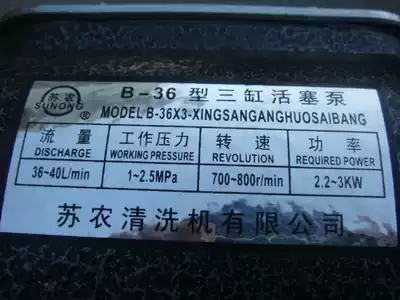 苏农
SUNONG ®
B-36 型三缸活塞泵
MODEL B-36X3-XINGSANGANGHUOSAIBANG
流量 工作压力 转速 功率
DISCHARGE WORKING PRESSURE REVOLUTION REQUIRED POWER
36~40L/min 1~2.5MPa 700~800r/min 2.2~3KW
苏农清洗机有限公司